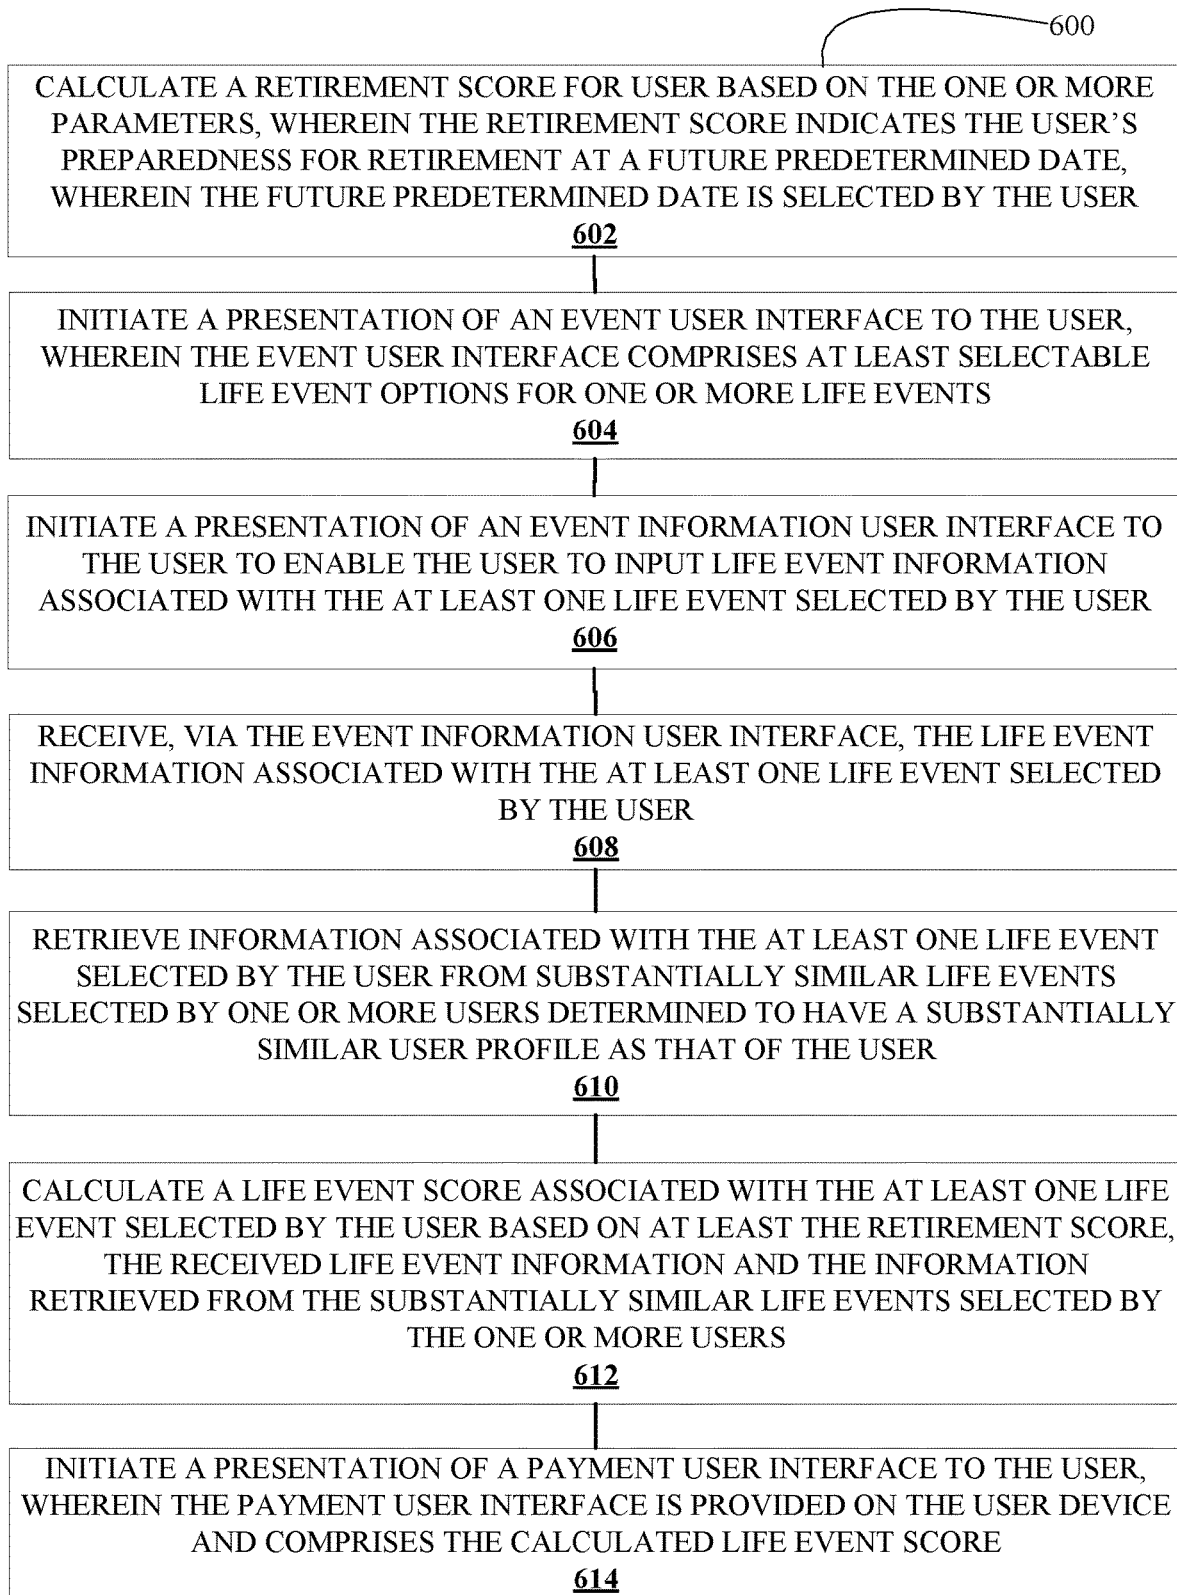 600
CALCULATE A RETIREMENT SCORE FOR USER BASED ON THE ONE OR MORE
PARAMETERS, WHEREIN THE RETIREMENT SCORE INDICATES THE USER'S
PREPAREDNESS FOR RETIREMENT AT A FUTURE PREDETERMINED DATE,
WHEREIN THE FUTURE PREDETERMINED DATE IS SELECTED BY THE USER
602
INITIATE A PRESENTATION OF AN EVENT USER INTERFACE TO THE USER,
WHEREIN THE EVENT USER INTERFACE COMPRISES AT LEAST SELECTABLE
LIFE EVENT OPTIONS FOR ONE OR MORE LIFE EVENTS
604
INITIATE A PRESENTATION OF AN EVENT INFORMATION USER INTERFACE TO
THE USER TO ENABLE THE USER TO INPUT LIFE EVENT INFORMATION
ASSOCIATED WITH THE AT LEAST ONE LIFE EVENT SELECTED BY THE USER
606
RECEIVE, VIA THE EVENT INFORMATION USER INTERFACE, THE LIFE EVENT
INFORMATION ASSOCIATED WITH THE AT LEAST ONE LIFE EVENT SELECTED
BY THE USER
608
RETRIEVE INFORMATION ASSOCIATED WITH THE AT LEAST ONE LIFE EVENT
SELECTED BY THE USER FROM SUBSTANTIALLY SIMILAR LIFE EVENTS
SELECTED BY ONE OR MORE USERS DETERMINED TO HAVE A SUBSTANTIALLY
SIMILAR USER PROFILE AS THAT OF THE USER
610
CALCULATE A LIFE EVENT SCORE ASSOCIATED WITH THE AT LEAST ONE LIFE
EVENT SELECTED BY THE USER BASED ON AT LEAST THE RETIREMENT SCORE,
THE RECEIVED LIFE EVENT INFORMATION AND THE INFORMATION
RETRIEVED FROM THE SUBSTANTIALLY SIMILAR LIFE EVENTS SELECTED BY
THE ONE OR MORE USERS
612
INITIATE A PRESENTATION OF A PAYMENT USER INTERFACE TO THE USER,
WHEREIN THE PAYMENT USER INTERFACE IS PROVIDED ON THE USER DEVICE
AND COMPRISES THE CALCULATED LIFE EVENT SCORE
614